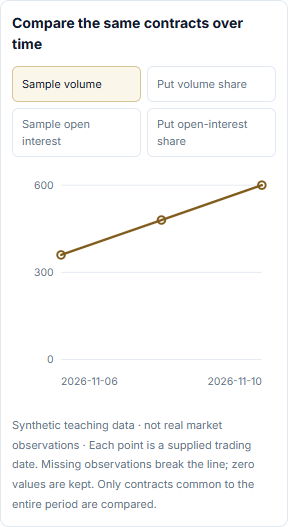 Compare the same contracts over
time
Sample volume
Put volume share
Sample open
interest
Put open-interest
share
600
300
0
2026-11-06
2026-11-10
Synthetic teaching data · not real market
observations · Each point is a supplied trading
date. Missing observations break the line; zero
values are kept. Only contracts common to the
entire period are compared.